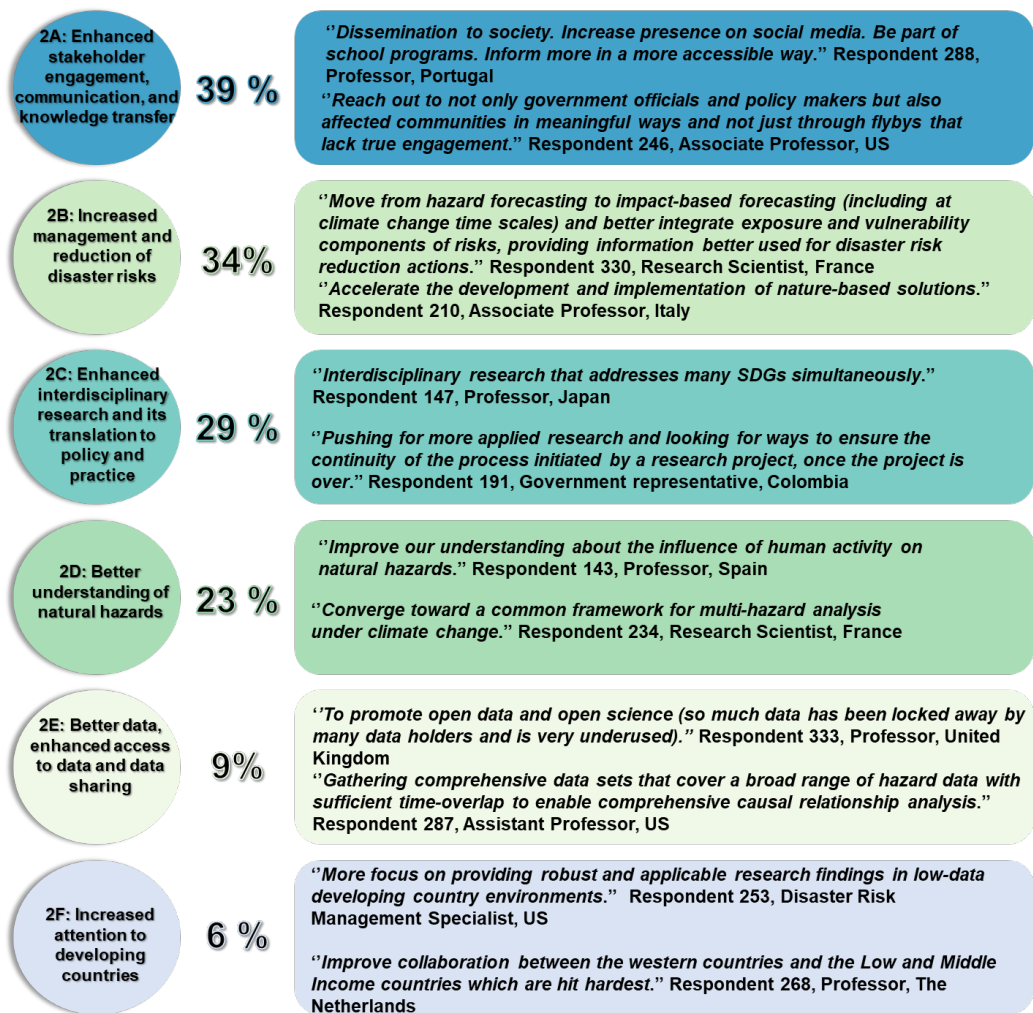 2A: Enhanced
stakeholder
engagement,
communication, and
knowledge transfer
39 %
‘’Dissemination to society. Increase presence on social media. Be part of
school programs. Inform more in a more accessible way.’’ Respondent 288,
Professor, Portugal
‘’Reach out to not only government officials and policy makers but also
affected communities in meaningful ways and not just through flybys that
lack true engagement.’’ Respondent 246, Associate Professor, US
2B: Increased
management and
reduction of
disaster risks
34%
‘’Move from hazard forecasting to impact-based forecasting (including at
climate change time scales) and better integrate exposure and vulnerability
components of risks, providing information better used for disaster risk
reduction actions.’’ Respondent 330, Research Scientist, France
‘’Accelerate the development and implementation of nature-based solutions.’’
Respondent 210, Associate Professor, Italy
2C: Enhanced
interdisciplinary
research and its
translation to
policy and
practice
29 %
‘’Interdisciplinary research that addresses many SDGs simultaneously.’’
Respondent 147, Professor, Japan
‘’Pushing for more applied research and looking for ways to ensure the
continuity of the process initiated by a research project, once the project is
over.’’ Respondent 191, Government representative, Colombia
2D: Better
understanding of
natural hazards
23 %
‘’Improve our understanding about the influence of human activity on
natural hazards.’’ Respondent 143, Professor, Spain
‘’Converge toward a common framework for multi-hazard analysis
under climate change.’’ Respondent 234, Research Scientist, France
2E: Better data,
enhanced access
to data and data
sharing
9%
‘’To promote open data and open science (so much data has been locked away by
many data holders and is very underused).’’ Respondent 333, Professor, United
Kingdom
‘’Gathering comprehensive data sets that cover a broad range of hazard data with
sufficient time-overlap to enable comprehensive causal relationship analysis.’’
Respondent 287, Assistant Professor, US
2F: Increased
attention to
developing
countries
6 %
‘’More focus on providing robust and applicable research findings in low-data
developing country environments.’’ Respondent 253, Disaster Risk
Management Specialist, US
‘’Improve collaboration between the western countries and the Low and Middle
Income countries which are hit hardest.’’ Respondent 268, Professor, The
Netherlands